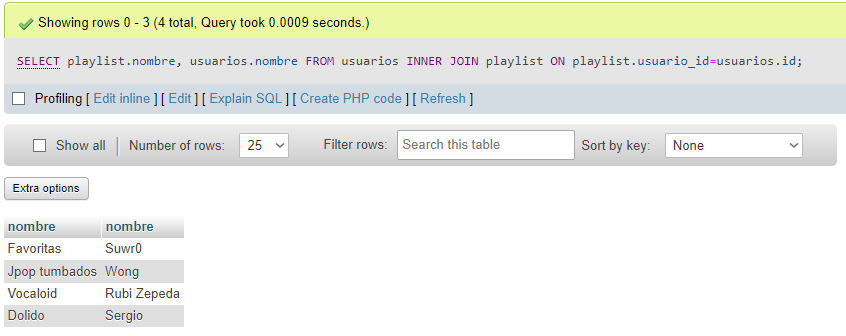 Showing rows 0 - 3 (4 total, Query took 0.0009 seconds.)
SELECT playlist.nombre, usuarios.nombre FROM usuarios INNER JOIN playlist ON playlist.usuario_id=usuarios.id;
Profiling [ Edit inline ] [ Edit ] [ Explain SQL ] [ Create PHP code ] [ Refresh ]
Show all Number of rows: 25 Filter rows: Search this table Sort by key: None
Extra options
nombre nombre
Favoritas Suwr0
Jpop tumbados Wong
Vocaloid Rubi Zepeda
Dolido Sergio